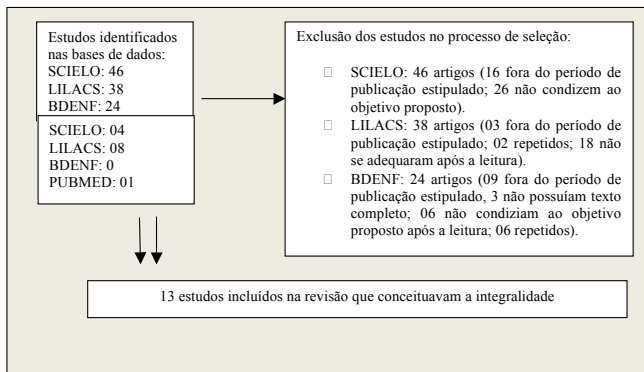 Estudos identificados
nas bases de dados:
SCIELO: 46
LILACS: 38
BDENF: 24
SCIELO: 04
LILACS: 08
BDENF: 0
PUBMED: 01
Exclusão dos estudos no processo de seleção:
SCIELO: 46 artigos (16 fora do período de
publicação estipulado; 26 não condizem ao
objetivo proposto).
LILACS: 38 artigos (03 fora do período de
publicação estipulado; 02 repetidos; 18 não
se adequaram após a leitura).
BDENF: 24 artigos (09 fora do período de
publicação estipulado, 3 não possuíam texto
completo; 06 não condiziam ao objetivo
proposto após a leitura; 06 repetidos).
13 estudos incluídos na revisão que conceituavam a integralidade